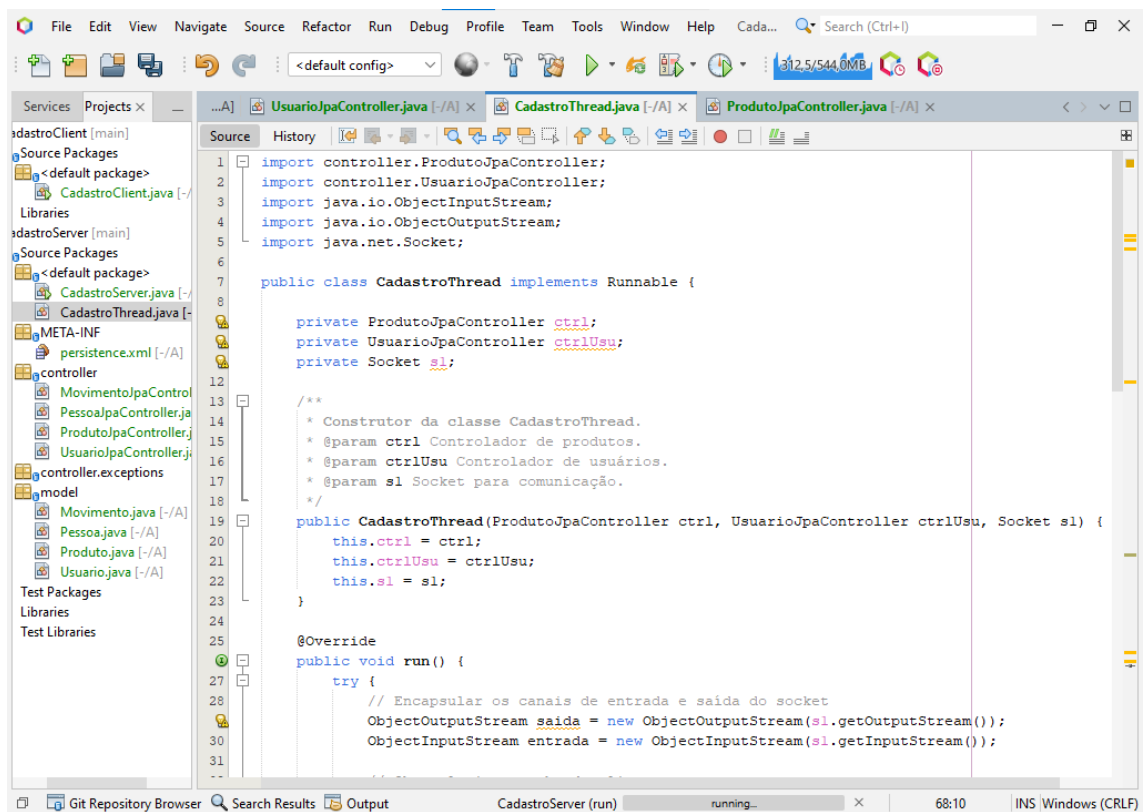 File Edit View Navigate Source Refactor Run Debug Profile Team Tools Window Help Cada... Search (Ctrl+I)
<default config> 312,5/544,0MB
Services Projects ...A] UsuarioJpaController.java [-/A] CadastroThread.java [-/A] ProdutoJpaController.java [-/A]
adastroClient [main]
Source Packages
<default package>
CadastroClient.java [-/
Libraries
adastroServer [main]
Source Packages
<default package>
CadastroServer.java [-/
CadastroThread.java [-
META-INF
persistence.xml [-/A]
controller
MovimentoJpaControl
PessoaJpaController.ja
ProdutoJpaController.j
UsuarioJpaController.ja
controller.exceptions
model
Movimento.java [-/A]
Pessoa.java [-/A]
Produto.java [-/A]
Usuario.java [-/A]
Test Packages
Libraries
Test Libraries
Source History
1 import controller.ProdutoJpaController;
2 import controller.UsuarioJpaController;
3 import java.io.ObjectInputStream;
4 import java.io.ObjectOutputStream;
5 import java.net.Socket;
6
7 public class CadastroThread implements Runnable {
8
private ProdutoJpaController ctrl;
private UsuarioJpaController ctrlUsu;
private Socket s1;
12
13 /**
14 * Construtor da classe CadastroThread.
15 * @param ctrl Controlador de produtos.
16 * @param ctrlUsu Controlador de usuários.
17 * @param s1 Socket para comunicação.
18 */
19 public CadastroThread(ProdutoJpaController ctrl, UsuarioJpaController ctrlUsu, Socket s1) {
20 this.ctrl = ctrl;
21 this.ctrlUsu = ctrlUsu;
22 this.s1 = s1;
23 }
24
25 @Override
public void run() {
27 try {
28 // Encapsular os canais de entrada e saída do socket
ObjectOutputStream saida = new ObjectOutputStream(s1.getOutputStream());
30 ObjectInputStream entrada = new ObjectInputStream(s1.getInputStream());
31
Git Repository Browser Search Results Output CadastroServer (run) running... 68:10 INS Windows (CRLF)